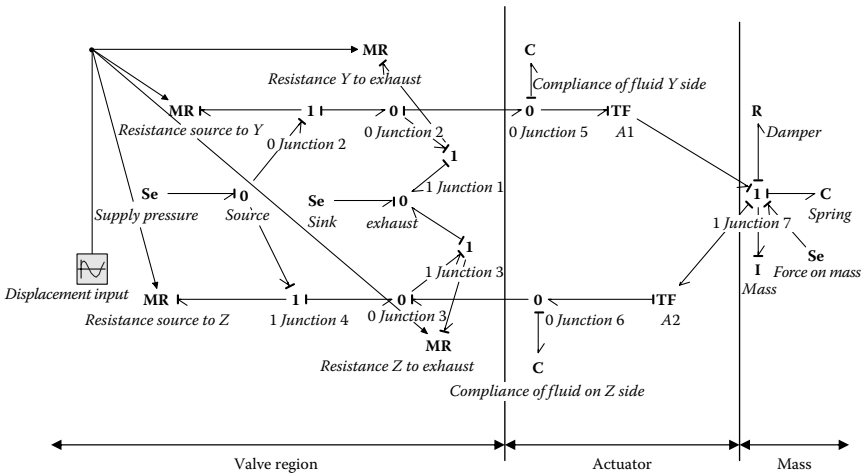 MR
C
Resistance Y to exhaust
Compliance of fluid Y side
MR
1
0
0
TF
R
Resistance source to Y
0 Junction 2
0 Junction 2
0 Junction 5
A1
Damper
1
1 Junction 1
Se
0
Se
0
1
C
Supply pressure
Source
Sink
exhaust
1 Junction 7
Spring
1
Se
1 Junction 3
I
Force on mass
Displacement input
Mass
MR
1
0
0
TF
Resistance source to Z
1 Junction 4
0 Junction 3
0 Junction 6
A2
MR
Resistance Z to exhaust
C
Compliance of fluid on Z side
Valve region
Actuator
Mass